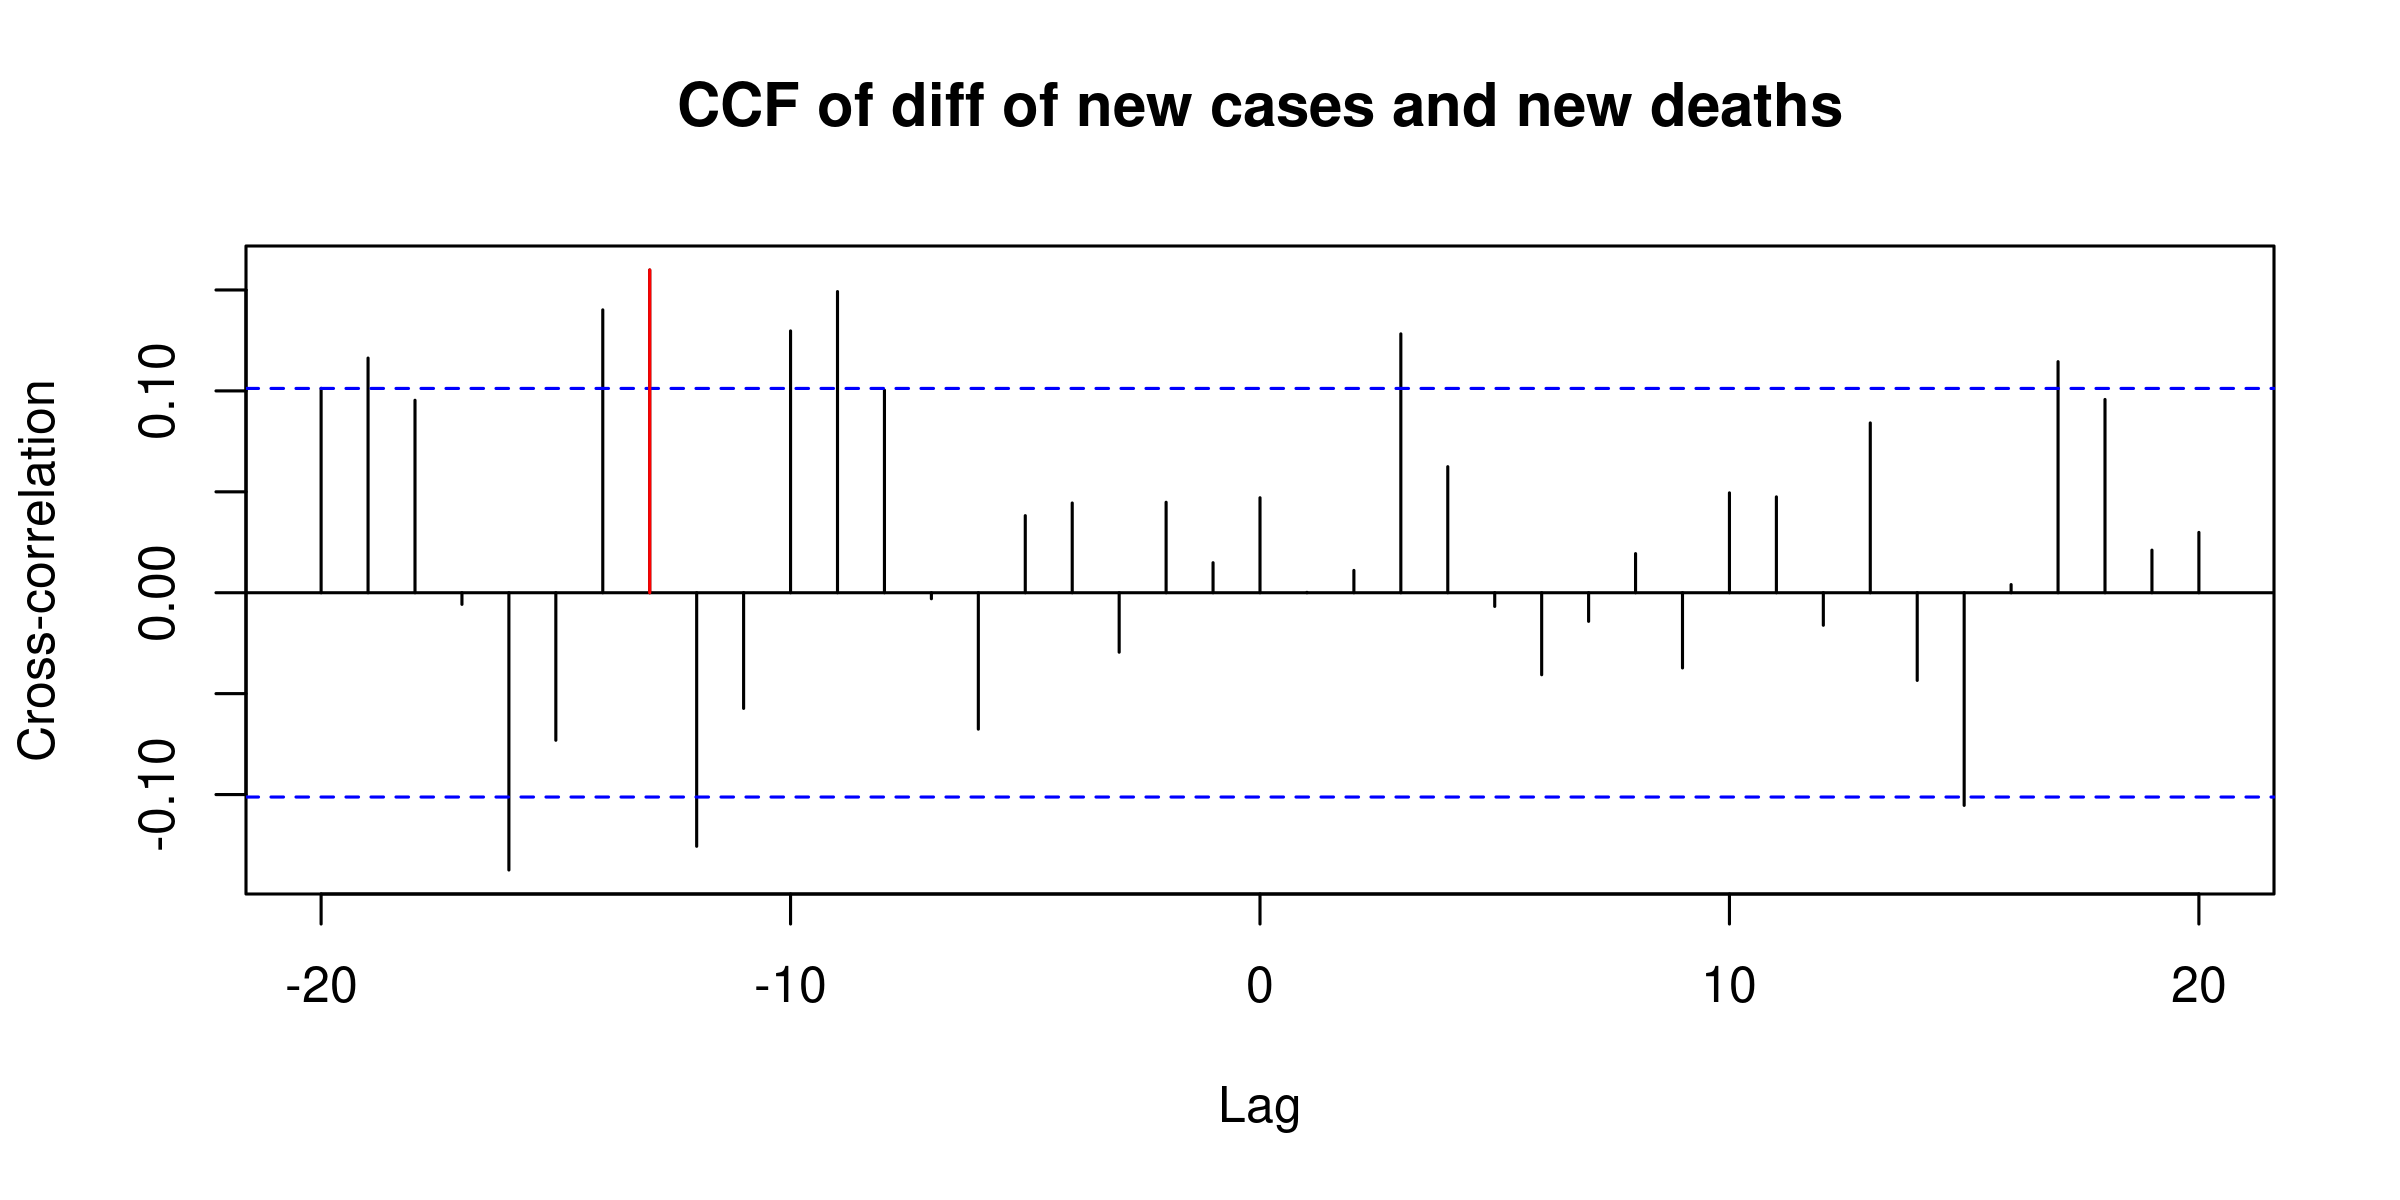 CCF of diff of new cases and new deaths
Cross-correlation
0.10
0.00
-0.10
-20 -10 0 10 20
Lag